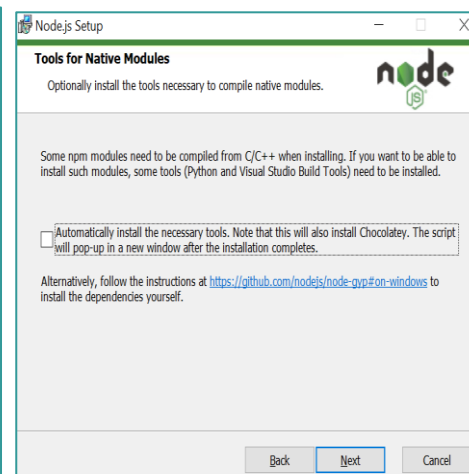 Node.js Setup
Tools for Native Modules
Optionally install the tools necessary to compile native modules.
node
JS
Some npm modules need to be compiled from C/C++ when installing. If you want to be able to
install such modules, some tools (Python and Visual Studio Build Tools) need to be installed.
Automatically install the necessary tools. Note that this will also install Chocolatey. The script
will pop-up in a new window after the installation completes.
Alternatively, follow the instructions at https://github.com/nodejs/node-gyp#on-windows to
install the dependencies yourself.
Back Next Cancel